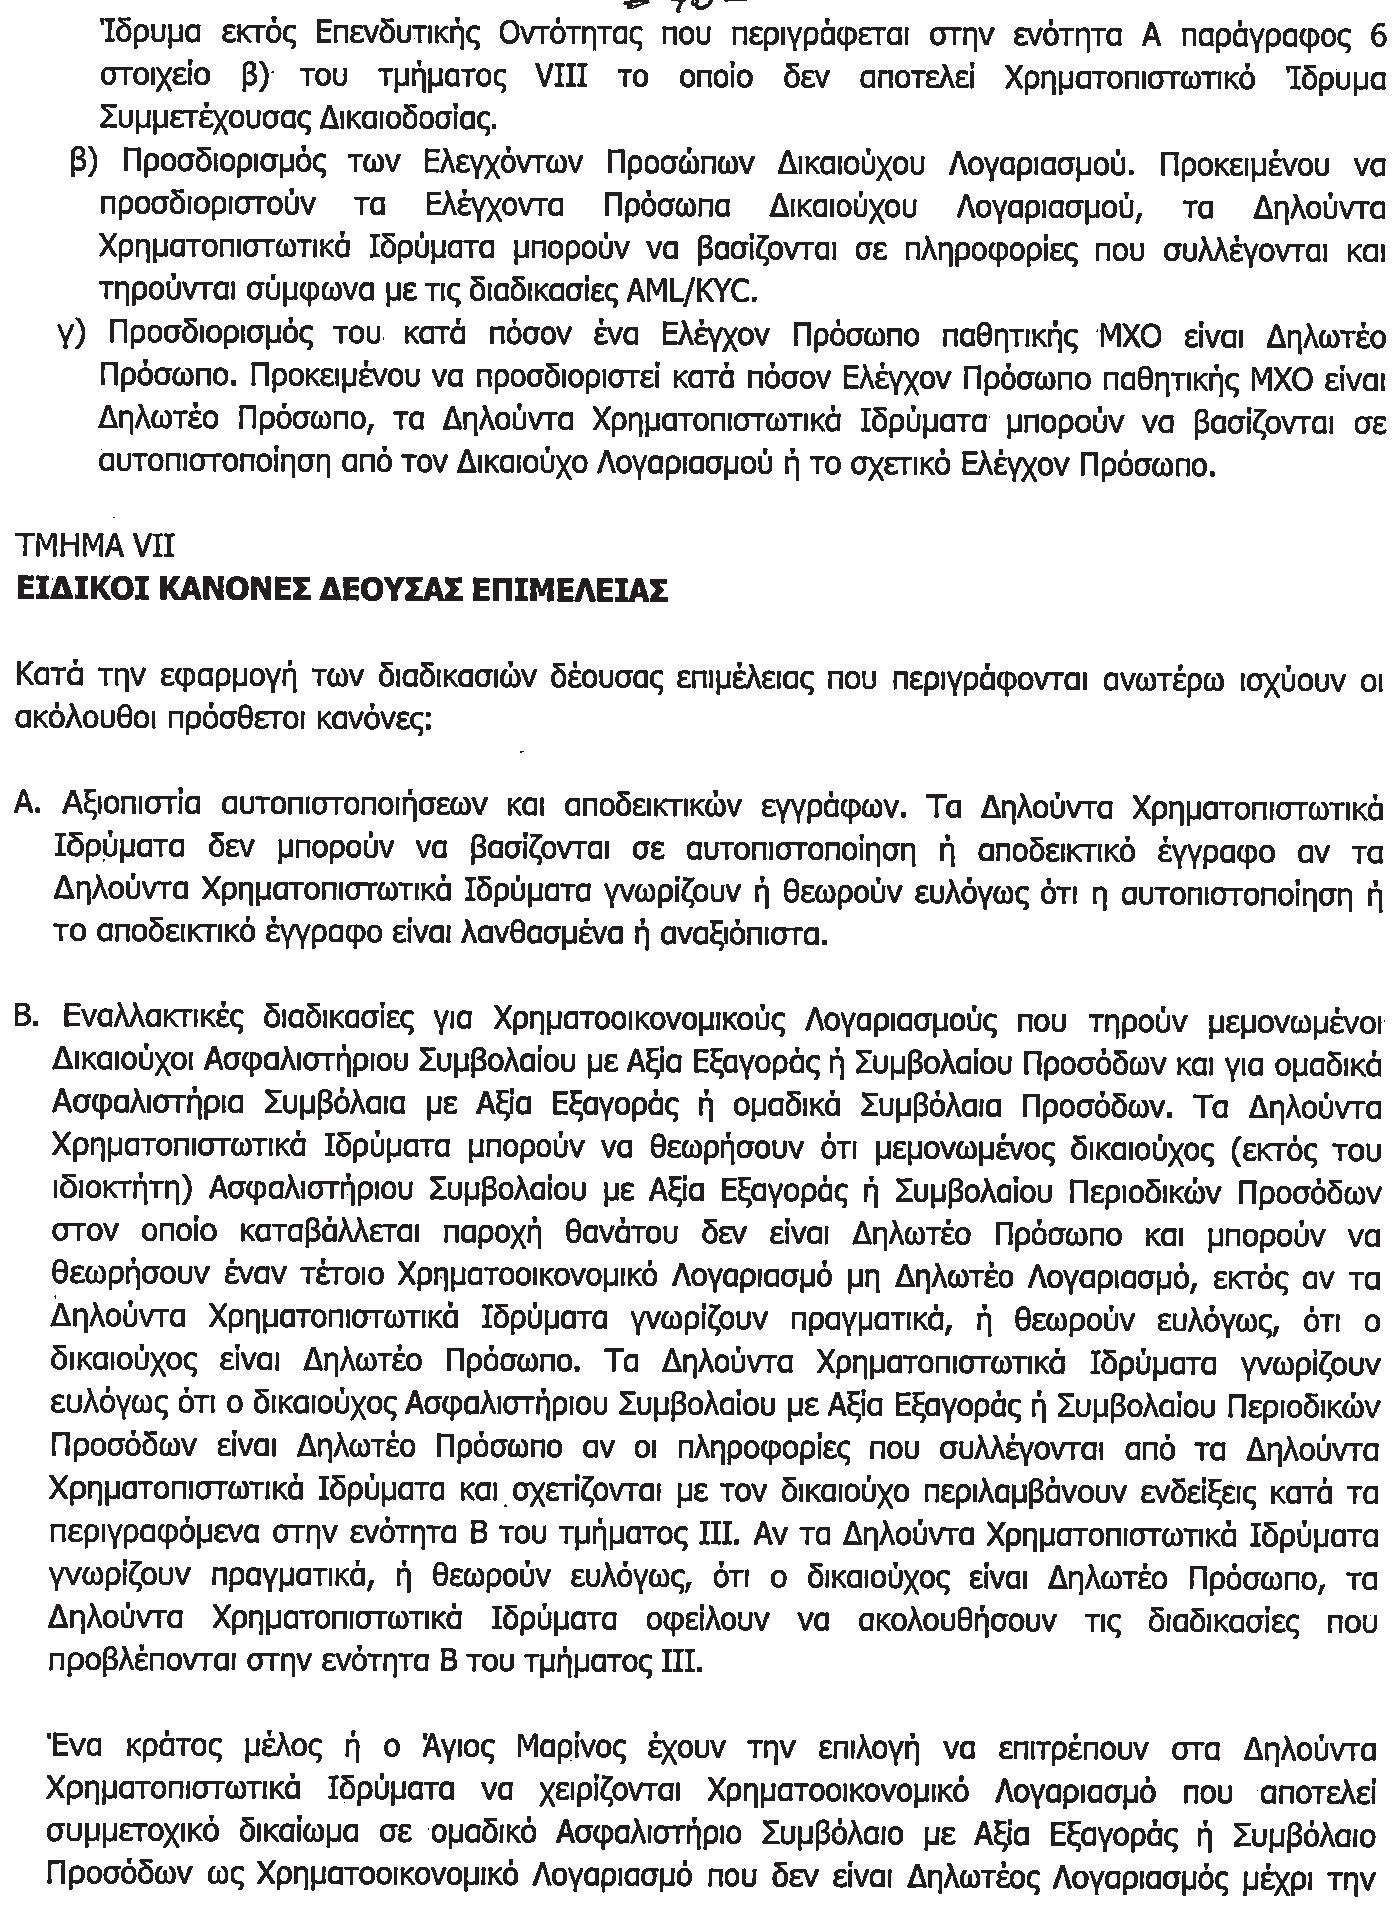 Ίδρυμα εκτός Επενδυτικής Οντότητας που περιγράφεται στην ενότητα Α παράγραφος 6
στοιχείο β) του τμήματος VIII το οποίο δεν αποτελεί Χρηματοπιστωτικό Ίδρυμα
Συμμετέχουσας Δικαιοδοσίας.
β) Προσδιορισμός των Ελεγχόντων Προσώπων Δικαιούχου Λογαριασμού. Προκειμένου να
προσδιοριστούν τα Ελέγχοντα Πρόσωπα Δικαιούχου Λογαριασμού, τα Δηλούντα
Χρηματοπιστωτικά Ιδρύματα μπορούν να βασίζονται σε πληροφορίες που συλλέγονται και
τηρούνται σύμφωνα με τις διαδικασίες AML/KYC.
γ) Προσδιορισμός του κατά πόσον ένα Ελέγχον Πρόσωπο παθητικής ΜΧΟ είναι Δηλωτέο
Πρόσωπο. Προκειμένου να προσδιοριστεί κατά πόσον Ελέγχον Πρόσωπο παθητικής ΜΧΟ είναι
Δηλωτέο Πρόσωπο, τα Δηλούντα Χρηματοπιστωτικά Ιδρύματα μπορούν να βασίζονται σε
αυτοπιστοποίηση από τον Δικαιούχο Λογαριασμού ή το σχετικό Ελέγχον Πρόσωπο.
ΤΜΗΜΑ VII
ΕΙΔΙΚΟΙ ΚΑΝΟΝΕΣ ΔΕΟΥΣΑΣ ΕΠΙΜΕΛΕΙΑΣ
Κατά την εφαρμογή των διαδικασιών δέουσας επιμέλειας που περιγράφονται ανωτέρω ισχύουν οι
ακόλουθοι πρόσθετοι κανόνες:
Α. Αξιοπιστία αυτοπιστοποιήσεων και αποδεικτικών εγγράφων. Τα Δηλούντα Χρηματοπιστωτικά
Ιδρύματα δεν μπορούν να βασίζονται σε αυτοπιστοποίηση ή αποδεικτικό έγγραφο αν τα
Δηλούντα Χρηματοπιστωτικά Ιδρύματα γνωρίζουν ή θεωρούν ευλόγως ότι η αυτοπιστοποίηση ή
το αποδεικτικό έγγραφο είναι λανθασμένα ή αναξιόπιστα.
Β. Εναλλακτικές διαδικασίες για Χρηματοοικονομικούς Λογαριασμούς που τηρούν μεμονωμένοι
Δικαιούχοι Ασφαλιστήριου Συμβολαίου με Αξία Εξαγοράς ή Συμβολαίου Προσόδων και για ομαδικά
Ασφαλιστήρια Συμβόλαια με Αξία Εξαγοράς ή ομαδικά Συμβόλαια Προσόδων. Τα Δηλούντα
Χρηματοπιστωτικά Ιδρύματα μπορούν να θεωρήσουν ότι μεμονωμένος δικαιούχος (εκτός του
ιδιοκτήτη) Ασφαλιστήριου Συμβολαίου με Αξία Εξαγοράς ή Συμβολαίου Περιοδικών Προσόδων
στον οποίο καταβάλλεται παροχή θανάτου δεν είναι Δηλωτέο Πρόσωπο και μπορούν να
θεωρήσουν έναν τέτοιο Χρηματοοικονομικό Λογαριασμό μη Δηλωτέο Λογαριασμό, εκτός αν τα
Δηλούντα Χρηματοπιστωτικά Ιδρύματα γνωρίζουν πραγματικά, ή θεωρούν ευλόγως, ότι ο
δικαιούχος είναι Δηλωτέο Πρόσωπο. Τα Δηλούντα Χρηματοπιστωτικά Ιδρύματα γνωρίζουν
ευλόγως ότι ο δικαιούχος Ασφαλιστήριου Συμβολαίου με Αξία Εξαγοράς ή Συμβολαίου Περιοδικών
Προσόδων είναι Δηλωτέο Πρόσωπο αν οι πληροφορίες που συλλέγονται από τα Δηλούντα
Χρηματοπιστωτικά Ιδρύματα και σχετίζονται με τον δικαιούχο περιλαμβάνουν ενδείξεις κατά τα
περιγραφόμενα στην ενότητα Β του τμήματος III. Αν τα Δηλούντα Χρηματοπιστωτικά Ιδρύματα
γνωρίζουν πραγματικά, ή θεωρούν ευλόγως, ότι ο δικαιούχος είναι Δηλωτέο Πρόσωπο, τα
Δηλούντα Χρηματοπιστωτικά Ιδρύματα οφείλουν να ακολουθήσουν τις διαδικασίες που
προβλέπονται στην ενότητα Β του τμήματος III.
Ένα κράτος μέλος ή ο Άγιος Μαρίνος έχουν την επιλογή να επιτρέπουν στα Δηλούντα
Χρηματοπιστωτικά Ιδρύματα να χειρίζονται Χρηματοοικονομικό Λογαριασμό που αποτελεί
συμμετοχικό δικαίωμα σε ομαδικό Ασφαλιστήριο Συμβόλαιο με Αξία Εξαγοράς ή Συμβόλαιο
Προσόδων ως Χρηματοοικονομικό Λογαριασμό που δεν είναι Δηλωτέος Λογαριασμός μέχρι την